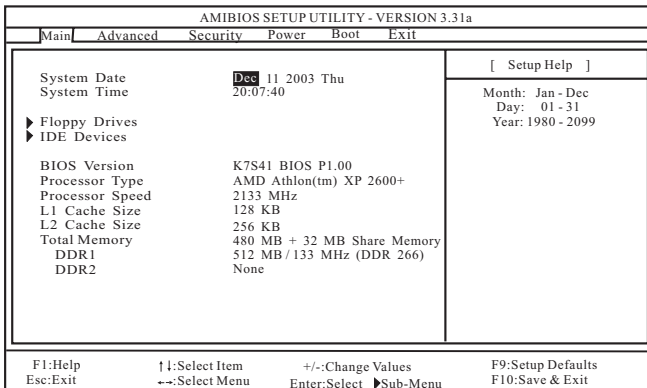 AMIBIOS SETUP UTILITY - VERSION 3.31a
Main Advanced Security Power Boot Exit
System Date Dec 11 2003 Thu
System Time 20:07:40
Floppy Drives
IDE Devices
BIOS Version K7S41 BIOS P1.00
Processor Type AMD Athlon(tm) XP 2600+
Processor Speed 2133 MHz
L1 Cache Size 128 KB
L2 Cache Size 256 KB
Total Memory 480 MB + 32 MB Share Memory
DDR1 512 MB / 133 MHz (DDR 266)
DDR2 None
[ Setup Help ]
Month: Jan - Dec
Day: 01 - 31
Year: 1980 - 2099
F1:Help ↑↓:Select Item +/-:Change Values F9:Setup Defaults
Esc:Exit ←→:Select Menu Enter:Select ▶Sub-Menu F10:Save & Exit